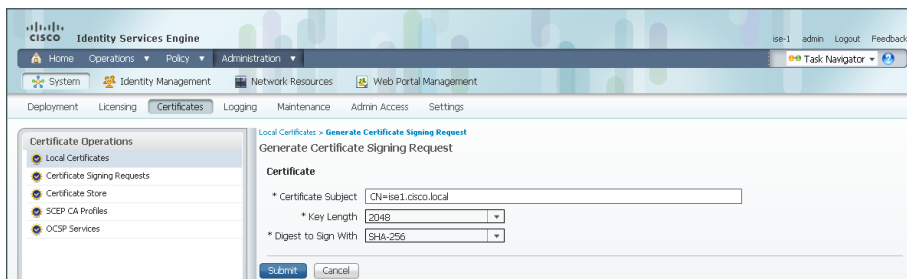 CISCO Identity Services Engine
ise-1 admin Logout Feedback
Home Operations ▼ Policy ▼ Administration ▼
Task Navigator ▼
System Identity Management Network Resources Web Portal Management
Deployment Licensing Certificates Logging Maintenance Admin Access Settings
Certificate Operations
Local Certificates
Certificate Signing Requests
Certificate Store
SCEP CA Profiles
OCSP Services
Local Certificates > Generate Certificate Signing Request
Generate Certificate Signing Request
Certificate
* Certificate Subject CN=ise1.cisco.local
* Key Length 2048
* Digest to Sign With SHA-256
Submit Cancel